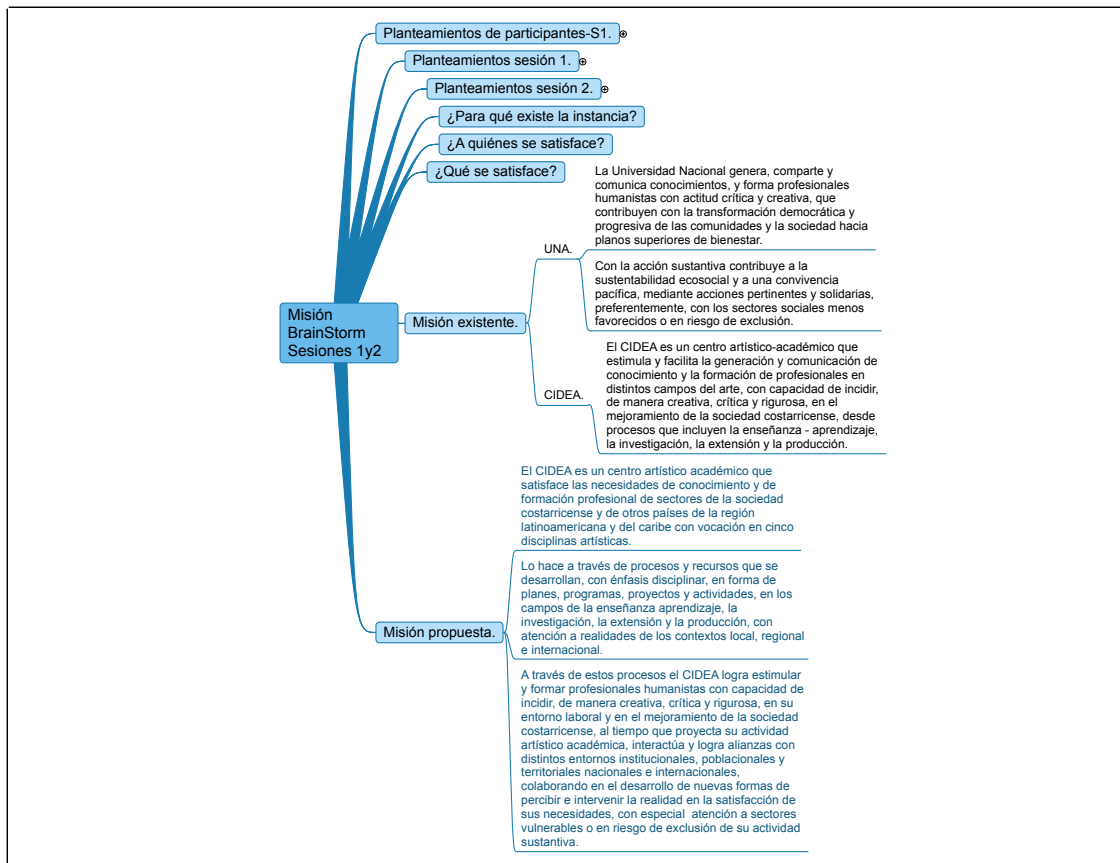 Planteamientos de participantes-S1.
Planteamientos sesión 1.
Planteamientos sesión 2.
¿Para qué existe la instancia?
¿A quiénes se satisface?
¿Qué se satisface?
Misión
BrainStorm
Sesiones 1y2
Misión existente.
UNA.
La Universidad Nacional genera, comparte y
comunica conocimientos, y forma profesionales
humanistas con actitud crítica y creativa, que
contribuyen con la transformación democrática y
progresiva de las comunidades y la sociedad hacia
planos superiores de bienestar.
Con la acción sustantiva contribuye a la
sustentabilidad ecosocial y a una convivencia
pacífica, mediante acciones pertinentes y solidarias,
preferentemente, con los sectores sociales menos
favorecidos o en riesgo de exclusión.
CIDEA.
El CIDEA es un centro artístico-académico que
estimula y facilita la generación y comunicación de
conocimiento y la formación de profesionales en
distintos campos del arte, con capacidad de incidir,
de manera creativa, crítica y rigurosa, en el
mejoramiento de la sociedad costarricense, desde
procesos que incluyen la enseñanza - aprendizaje,
la investigación, la extensión y la producción.
Misión propuesta.
El CIDEA es un centro artístico académico que
satisface las necesidades de conocimiento y de
formación profesional de sectores de la sociedad
costarricense y de otros países de la región
latinoamericana y del caribe con vocación en cinco
disciplinas artísticas.
Lo hace a través de procesos y recursos que se
desarrollan, con énfasis disciplinar, en forma de
planes, programas, proyectos y actividades, en los
campos de la enseñanza aprendizaje, la
investigación, la extensión y la producción, con
atención a realidades de los contextos local, regional
e internacional.
A través de estos procesos el CIDEA logra estimular
y formar profesionales humanistas con capacidad de
incidir, de manera creativa, crítica y rigurosa, en su
entorno laboral y en el mejoramiento de la sociedad
costarricense, al tiempo que proyecta su actividad
artístico académica, interactúa y logra alianzas con
distintos entornos institucionales, poblacionales y
territoriales nacionales e internacionales,
colaborando en el desarrollo de nuevas formas de
percibir e intervenir la realidad en la satisfacción de
sus necesidades, con especial  atención a sectores
vulnerables o en riesgo de exclusión de su actividad
sustantiva.